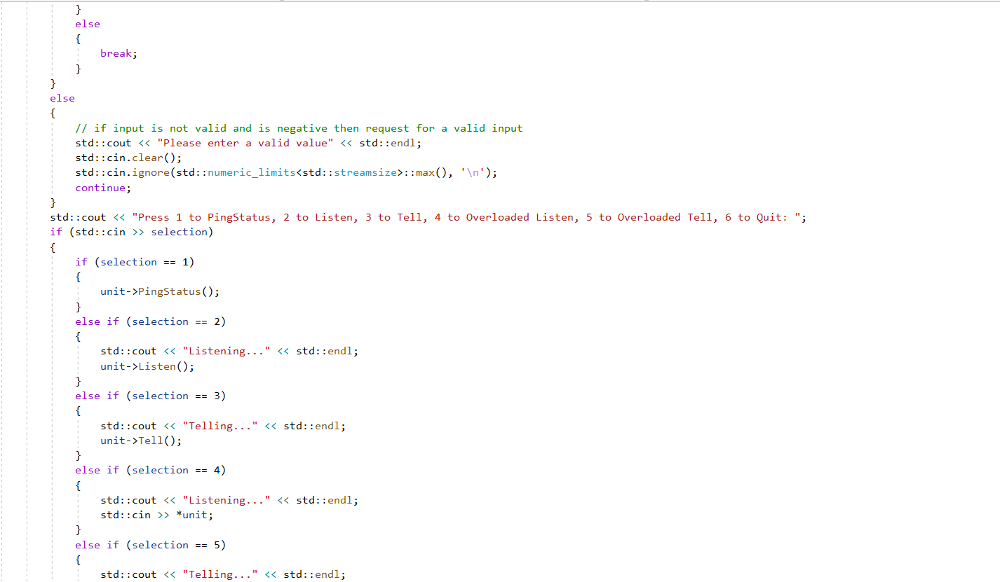 }
else
{
break;
}
}
else
{
// if input is not valid and is negative then request for a valid input
std::cout << "Please enter a valid value" << std::endl;
std::cin.clear();
std::cin.ignore(std::numeric_limits<std::streamsize>::max(), '\n');
continue;
}
std::cout << "Press 1 to PingStatus, 2 to Listen, 3 to Tell, 4 to Overloaded Listen, 5 to Overloaded Tell, 6 to Quit: ";
if (std::cin >> selection)
{
if (selection == 1)
{
unit->PingStatus();
}
else if (selection == 2)
{
std::cout << "Listening..." << std::endl;
unit->Listen();
}
else if (selection == 3)
{
std::cout << "Telling..." << std::endl;
unit->Tell();
}
else if (selection == 4)
{
std::cout << "Listening..." << std::endl;
std::cin >> *unit;
}
else if (selection == 5)
{
std::cout << "Telling..." << std::endl;